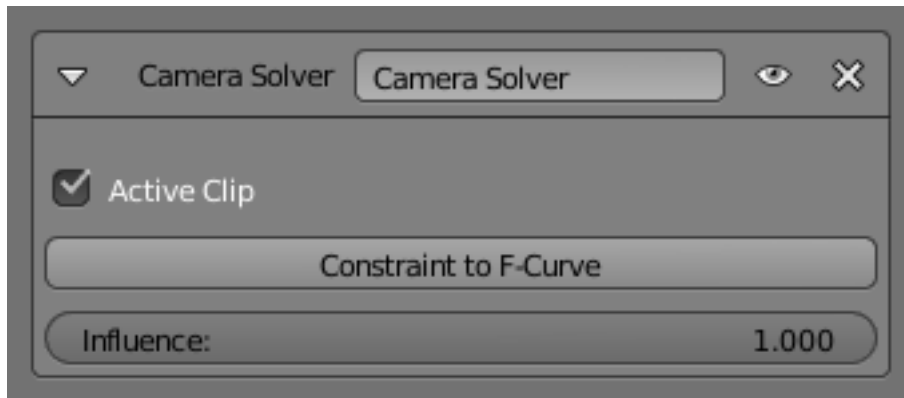 Camera Solver Camera Solver
Active Clip
Constraint to F-Curve
Influence: 1.000